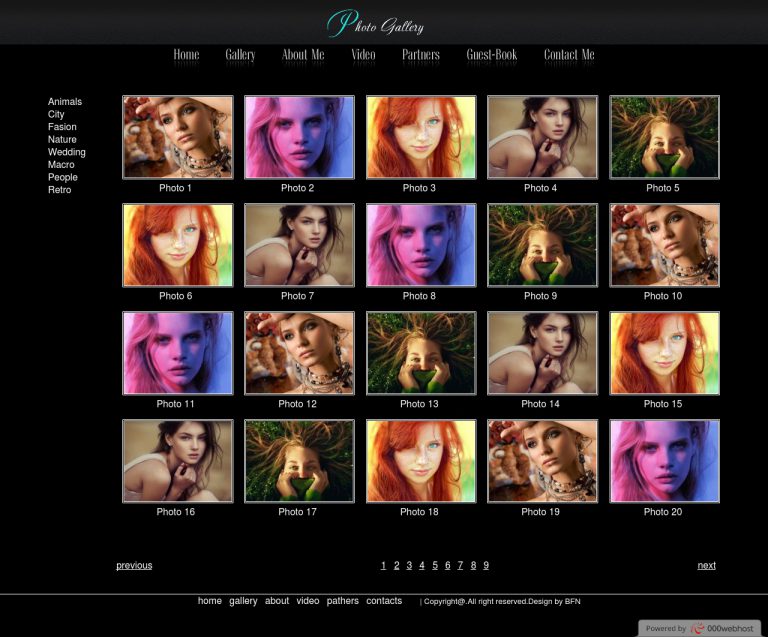 Photo Gallery
Home Gallery About Me Video Partners Guest-Book Contact Me
Animals
City
Fasion
Nature
Wedding
Macro
People
Retro
Photo 1 Photo 2 Photo 3 Photo 4 Photo 5
Photo 6 Photo 7 Photo 8 Photo 9 Photo 10
Photo 11 Photo 12 Photo 13 Photo 14 Photo 15
Photo 16 Photo 17 Photo 18 Photo 19 Photo 20
previous 1 2 3 4 5 6 7 8 9 next
home gallery about video pathers contacts | Copyright@.All right reserved.Design by BFN
Powered by 000webhost